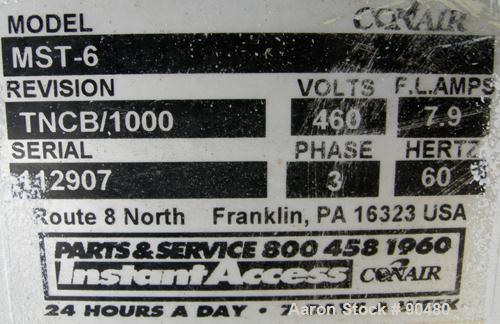 MODEL CONAIR
MST-6
REVISION VOLTS F.L.AMPS
TNCB/1000 460 7.9
SERIAL PHASE HERTZ
112907 3 60
Route 8 North Franklin, PA 16323 USA
PARTS & SERVICE 800 458 1960
Instant Access CONAIR
24 HOURS A DAY • 7
Aaron Stock # 90480